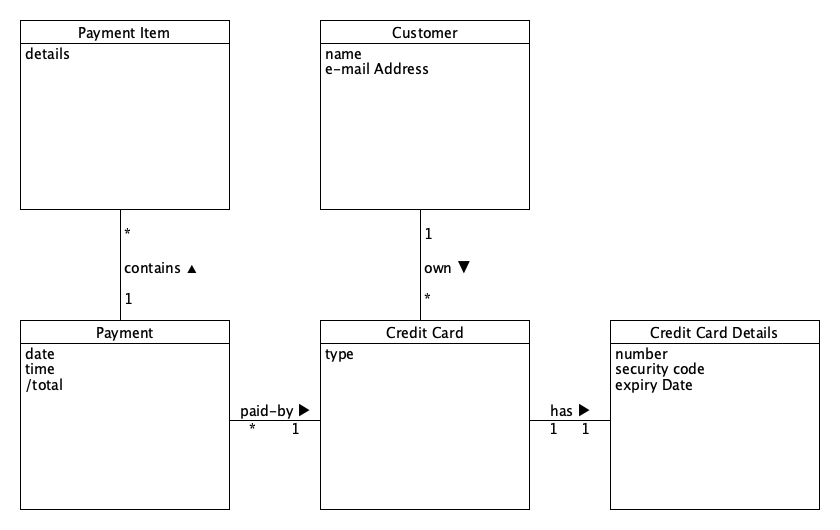 Payment Item
details
Customer
name
e-mail Address
*
contains ▲
1
1
own ▼
*
Payment
date
time
/total
paid-by ▶
* 1
Credit Card
type
has ▶
1 1
Credit Card Details
number
security code
expiry Date